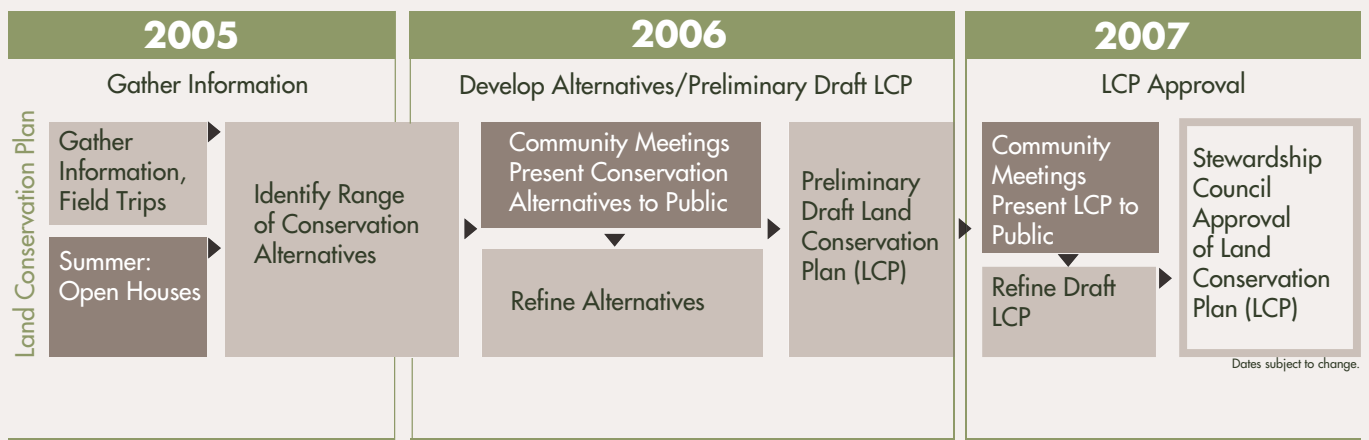 2005
2006
2007
Gather Information
Develop Alternatives/Preliminary Draft LCP
LCP Approval
Land Conservation Plan
Gather
Information,
Field Trips
Summer:
Open Houses
Identify Range
of Conservation
Alternatives
Community Meetings
Present Conservation
Alternatives to Public
Refine Alternatives
Preliminary
Draft Land
Conservation
Plan (LCP)
Community
Meetings
Present LCP to
Public
Refine Draft
LCP
Stewardship
Council
Approval
of Land
Conservation
Plan (LCP)
Dates subject to change.